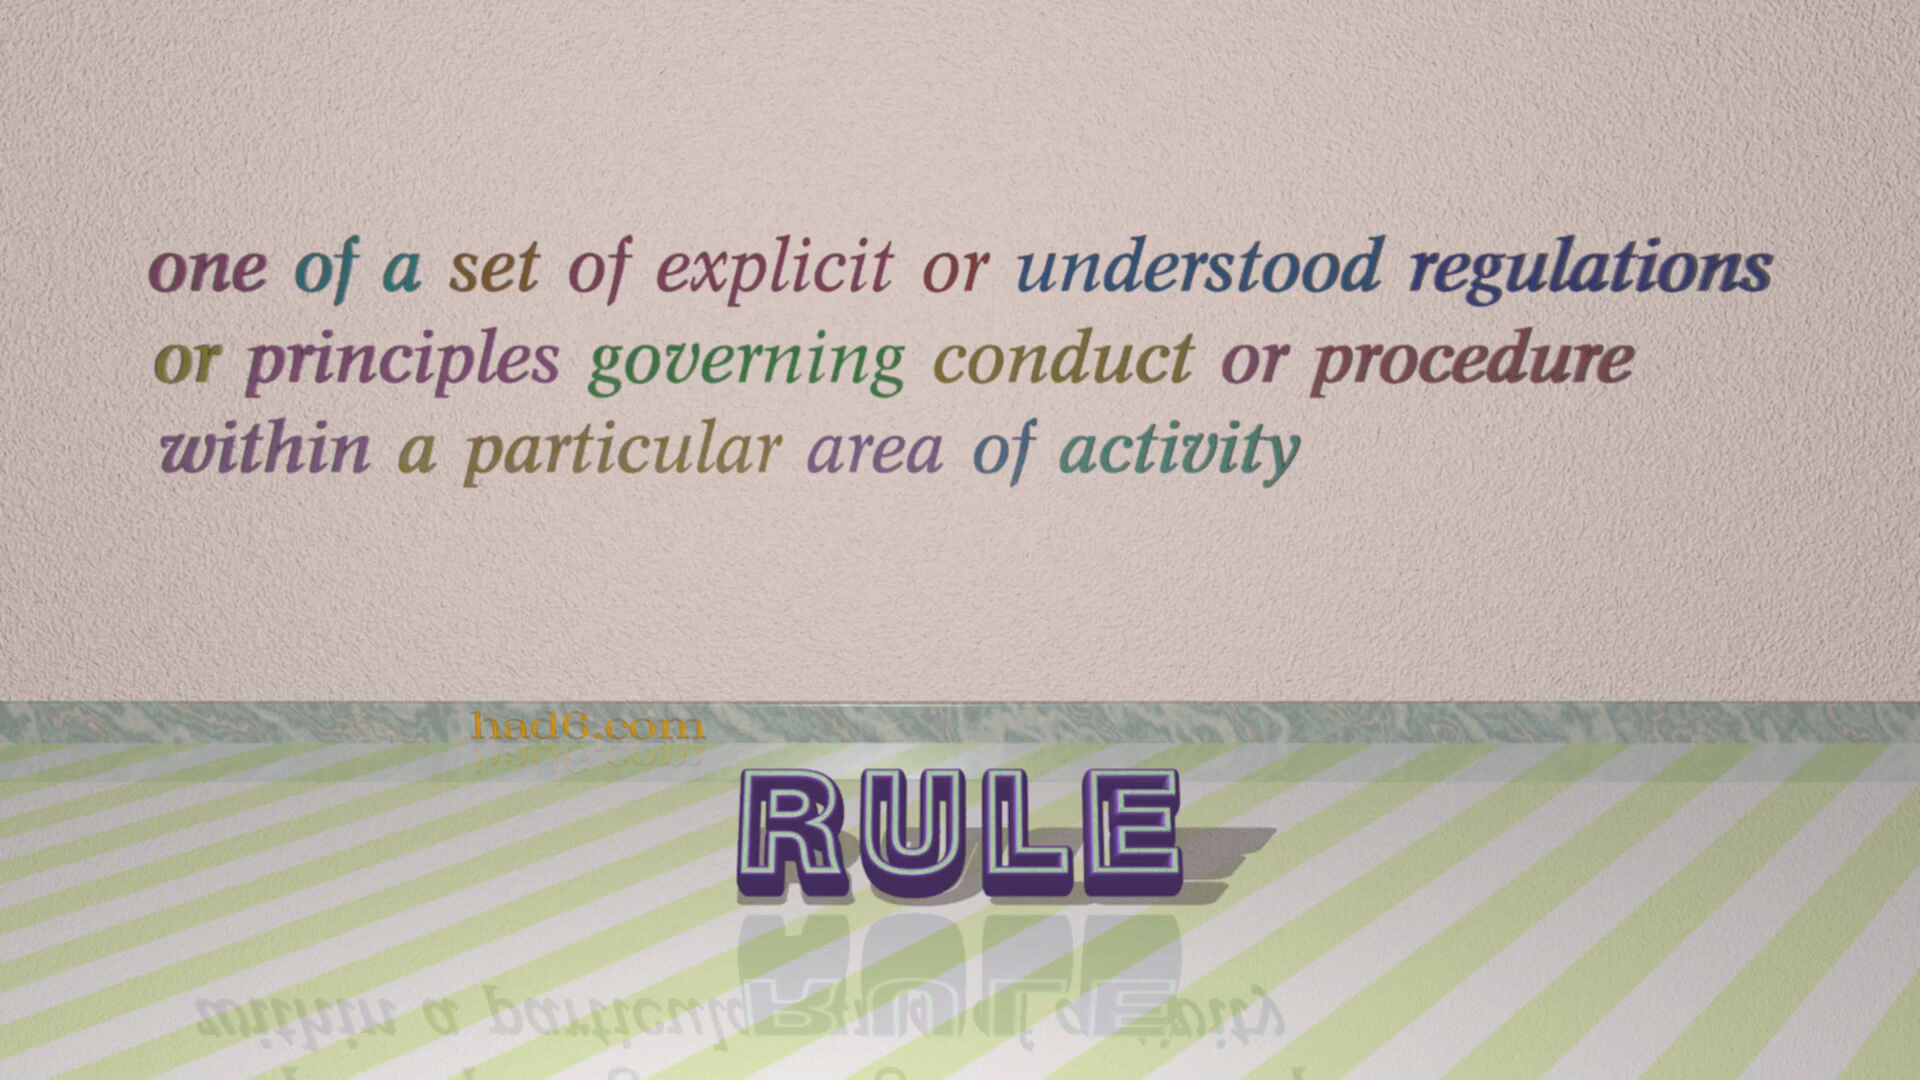 one of a set of explicit or understood regulations
or principles governing conduct or procedure
within a particular area of activity
had6.com
RULE